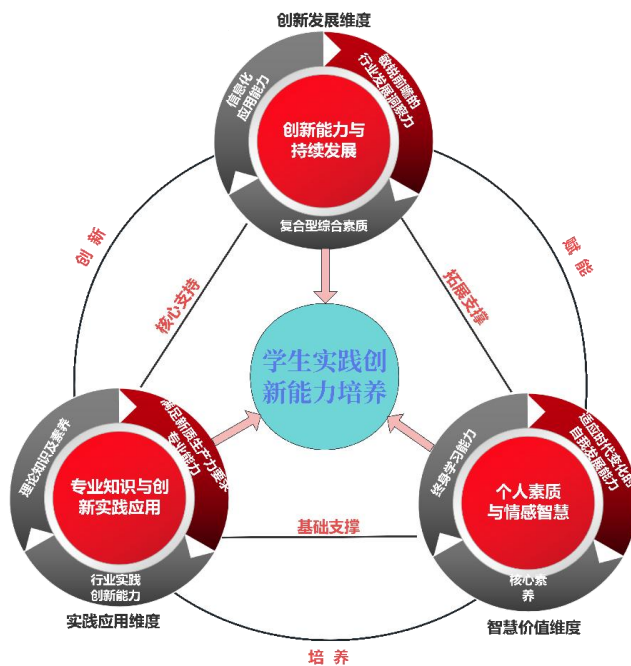 创新发展维度
信息化
应用能力
敏锐前瞻的
行业发展洞察力
创新能力与
持续发展
复合型综合素质
创新
赋能
核心支持
拓展支撑
学生实践创
新能力培养
理论知识及素养
满足新质生产力要求
专业能力
专业知识与创
新实践应用
行业实践
创新能力
实践应用维度
基础支撑
终身学习能力
适应时代变化的
自我发展能力
个人素质
与情感智慧
核心素
养
智慧价值维度
培养